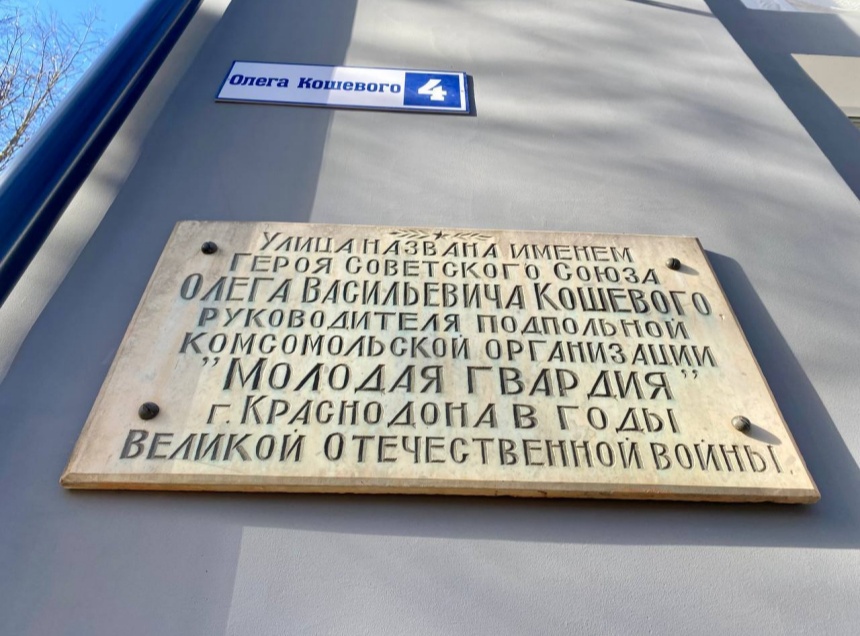 Олега Кошевого 4
Улица названа именем
Героя Советского Союза
Олега Васильевича Кошевого,
руководителя подпольной
комсомольской организации
"Молодая гвардия"
г. Краснодона в годы
Великой Отечественной войны.